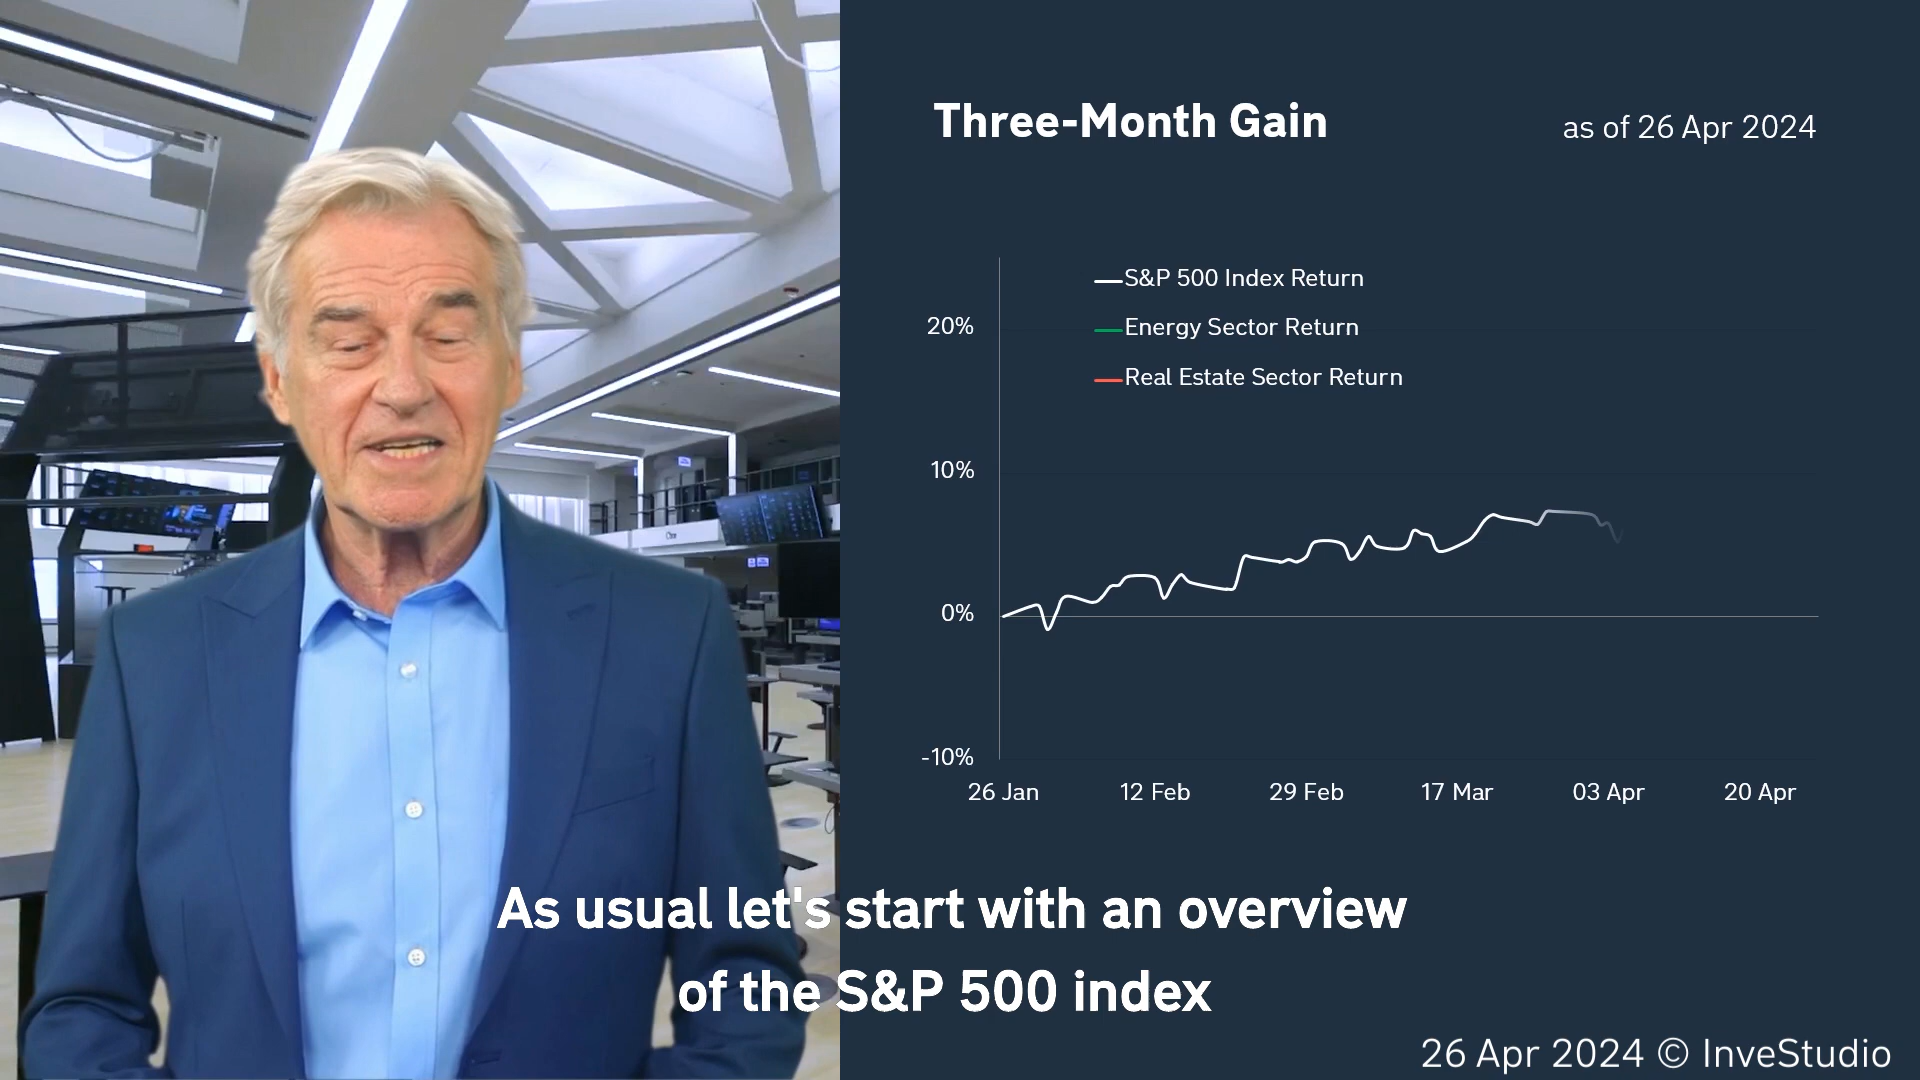 Three-Month Gain
as of 26 Apr 2024
S&P 500 Index Return
Energy Sector Return
Real Estate Sector Return
20%
10%
0%
-10%
26 Jan
12 Feb
29 Feb
17 Mar
03 Apr
20 Apr
As usual let's start with an overview
of the S&P 500 index
26 Apr 2024 © InveStudio